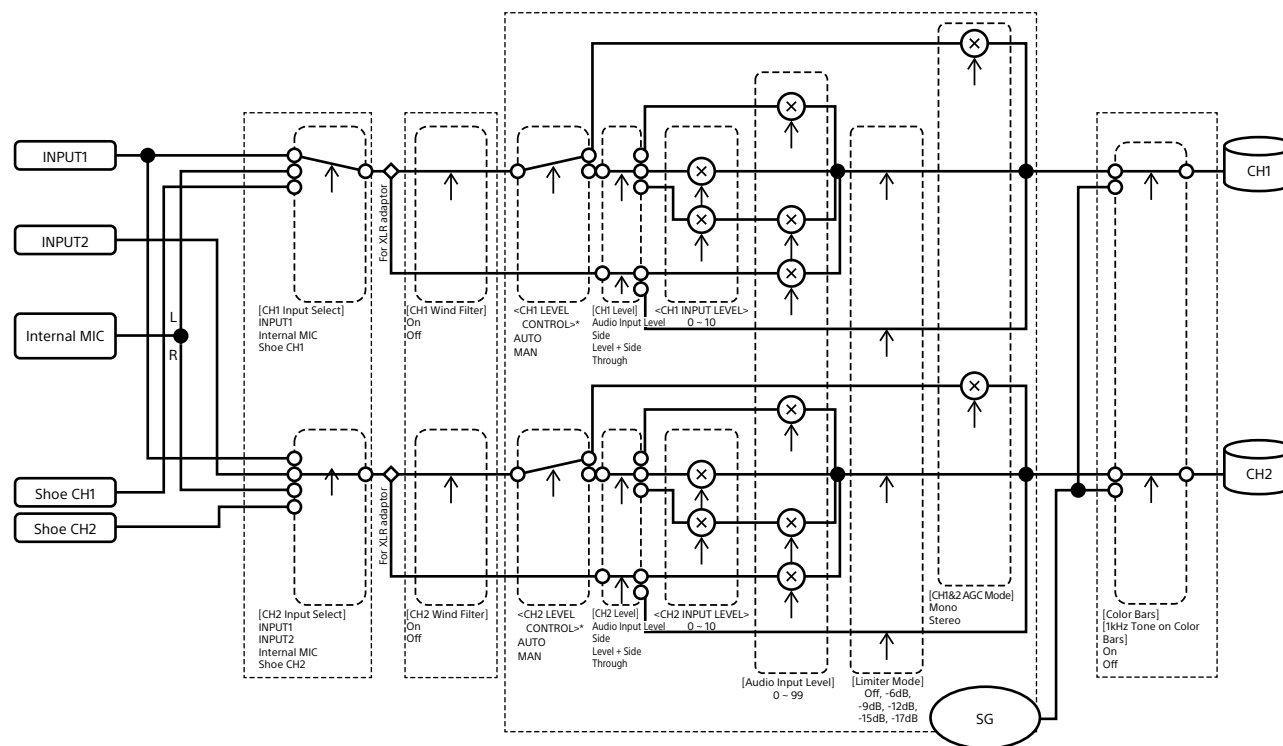 INPUT1
INPUT2
Internal MIC
L
R
Shoe CH1
Shoe CH2
[CH1 Input Select]
INPUT1
Internal MIC
Shoe CH1
For XLR adaptor
[CH1 Wind Filter]
On
Off
<CH1 LEVEL
CONTROL>*
AUTO
MAN
[CH1 Level]
Audio Input Level
Side
Level + Side
Through
<CH1 INPUT LEVEL>
0 ~ 10
CH1
[CH2 Input Select]
INPUT1
INPUT2
Internal MIC
Shoe CH2
For XLR adaptor
[CH2 Wind Filter]
On
Off
<CH2 LEVEL
CONTROL>*
AUTO
MAN
[CH2 Level]
Audio Input Level
Side
Level + Side
Through
<CH2 INPUT LEVEL>
0 ~ 10
[Audio Input Level]
0 ~ 99
[Limiter Mode]
Off, -6dB,
-9dB, -12dB,
-15dB, -17dB
[CH1&2 AGC Mode]
Mono
Stereo
SG
[Color Bars]
[1kHz Tone on Color
Bars]
On
Off
CH2